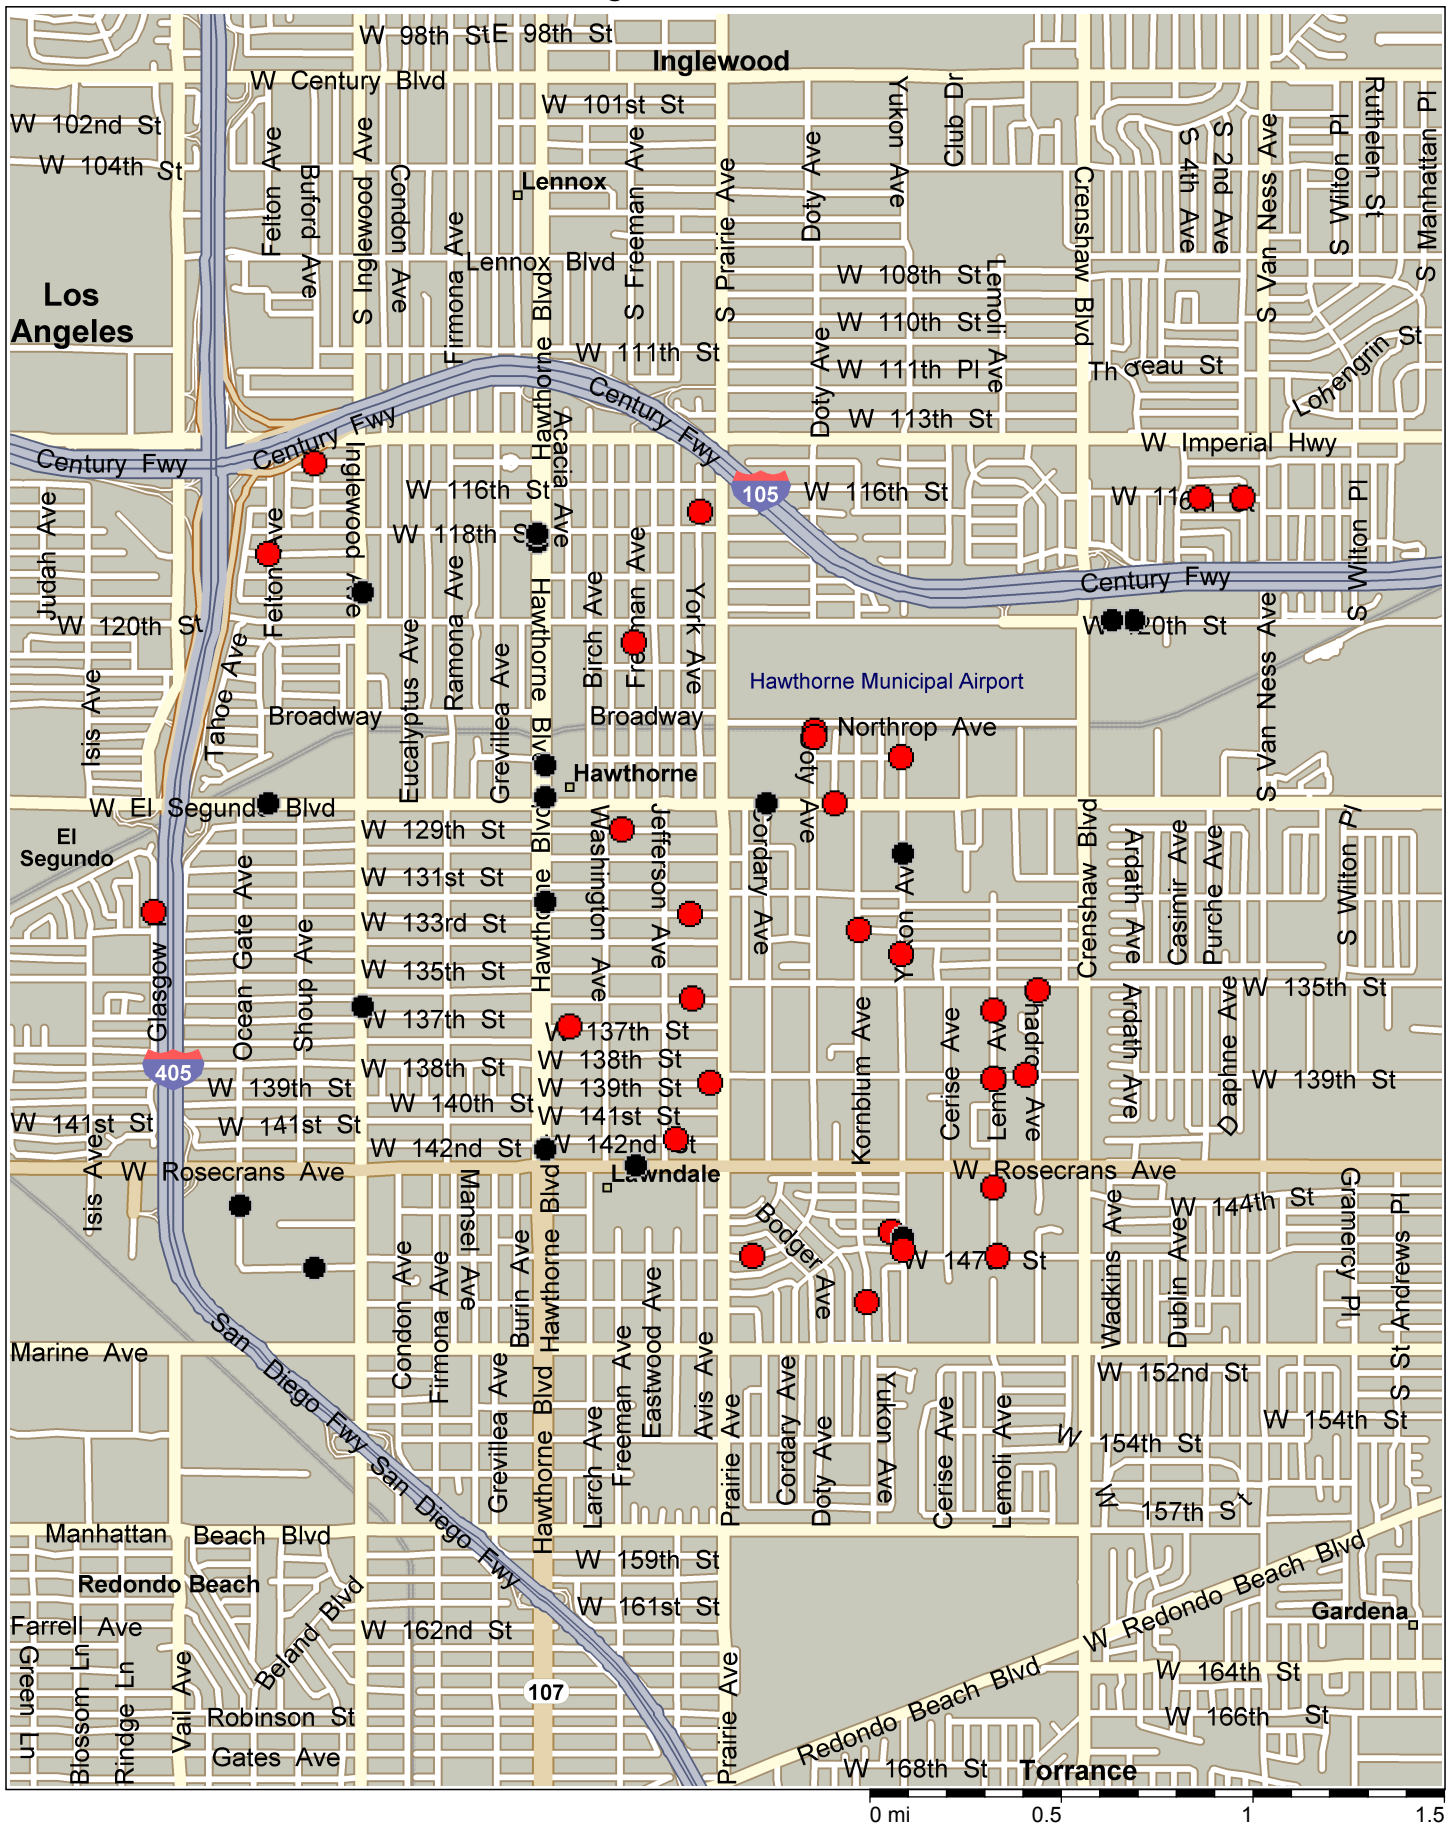 W 98th St
E 98th St
Inglewood
W Century Blvd
W 101st St
W 102nd St
W 104th St
Felton Ave
Buford Ave
S Inglewood Ave
Condon Ave
Firmona Ave
Lennox
Lennox Blvd
S Freeman Ave
S Prairie Ave
Doty Ave
Yukon Ave
Club Dr
Crenshaw Blvd
S 4th Ave
S 2nd Ave
S Van Ness Ave
S Wilton Pl
Ruthelen St
S Manhattan Pl
Los
Angeles
W 108th St
W 110th St
W 111th St
W 111th Pl
W 113th St
Lemoli Ave
Doty Ave
Thoreau St
Lohengrin St
Hawthorne Blvd
Century Fwy
Century Fwy
Century Fwy
W Imperial Hwy
Acacia Ave
Inglewood Ave
W 116th St
W 116th St
105
W 118th
Judah Ave
Felton Ave
Century Fwy
S Wilton Pl
W 120th St
Tahoe Ave
Isis Ave
Eucalyptus Ave
Ramona Ave
Grevillea Ave
Hawthorne Blvd
Birch Ave
York Ave
Hawthorne Municipal Airport
S Van Ness Ave
Broadway
Broadway
Northrop Ave
Hawthorne
W El Segundo Blvd
El
Segundo
W 129th St
W 131st St
W 133rd St
W 135th St
W 137th St
W 138th St
W 139th St
W 140th St
W 141st St
W 141st St
W 142nd St
Washington Ave
Jefferson Ave
Cordary Ave
Crenshaw Blvd
Ardath Ave
Casimir Ave
Purche Ave
S Wilton Pl
Glasgow
Ocean Gate Ave
Shoup Ave
405
137th St
W 138th St
W 139th St
W 141st St
W 142nd St
Kornblum Ave
Cerise Ave
Ardath Ave
Daphne Ave
W 135th St
W 139th St
W Rosecrans Ave
W Rosecrans Ave
Lawndale
Isis Ave
Mansel Ave
Condon Ave
Firmona Ave
Burin Ave
Hawthorne Blvd
Bodger Ave
W 144th St
W 147th St
Wadkins Ave
Dublin Ave
Gramercy Pl
S St Andrews Pl
Marine Ave
San Diego Fwy
San Diego Fwy
Grevillea Ave
Hawthorne Blvd
Larch Ave
Freeman Ave
Eastwood Ave
Avis Ave
Prairie Ave
Cordary Ave
Doty Ave
Yukon Ave
Cerise Ave
Lemoli Ave
W 152nd St
W 154th St
W 154th St
W 157th St
Manhattan Beach Blvd
Redondo Beach
Farrell Ave
Green Ln
Blossom Ln
Rindge Ln
Vail Ave
Beland Blvd
Robinson St
Gates Ave
W 159th St
W 161st St
W 162nd St
107
Prairie Ave
Redondo Beach Blvd
W Redondo Beach Blvd
Gardena
W 164th St
W 166th St
W 168th St
Torrance
0 mi 0.5 1 1.5